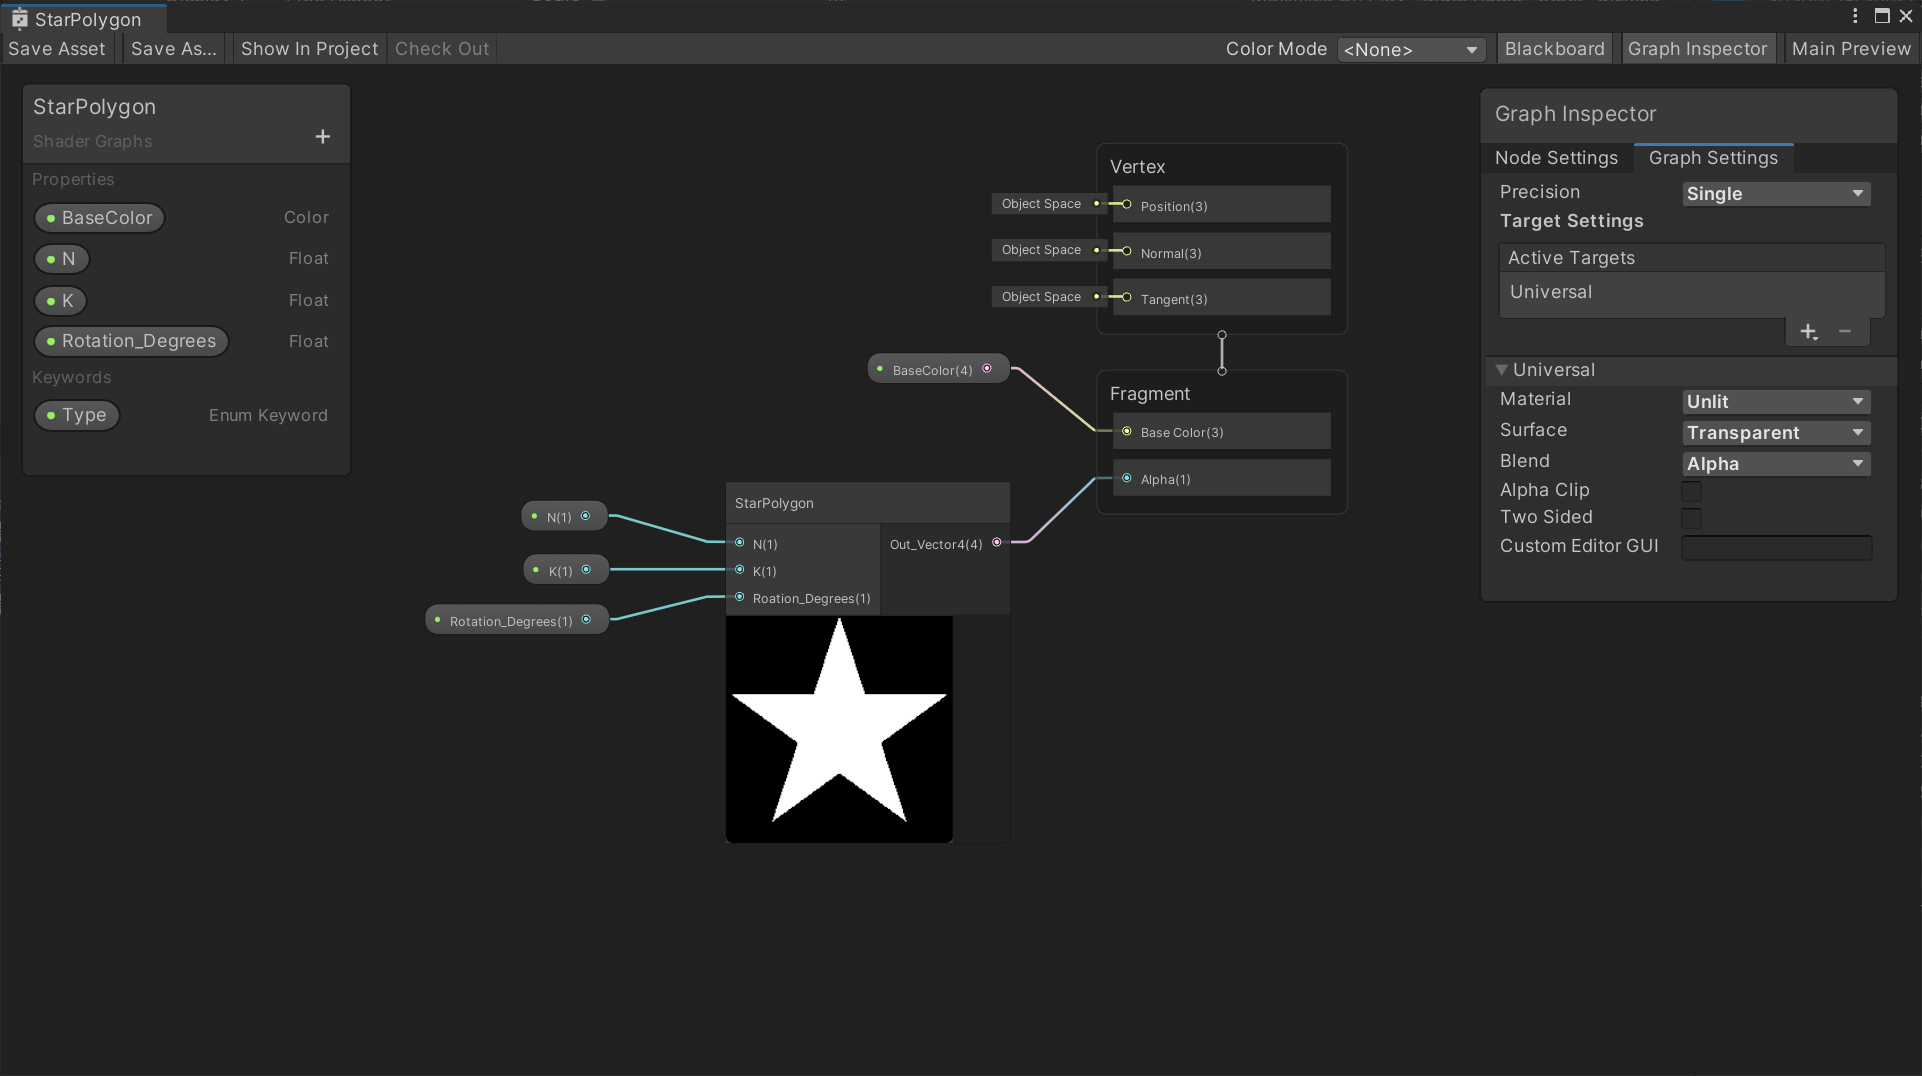 StarPolygon
Save Asset Save As... Show In Project Check Out Color Mode <None> Blackboard Graph Inspector Main Preview
StarPolygon
Shader Graphs
Properties
BaseColor Color
N Float
K Float
Rotation_Degrees Float
Keywords
Type Enum Keyword
Vertex
Object Space Position(3)
Object Space Normal(3)
Object Space Tangent(3)
BaseColor(4)
Fragment
Base Color(3)
Alpha(1)
N(1)
K(1)
Rotation_Degrees(1)
StarPolygon
N(1) Out_Vector4(4)
K(1)
Roation_Degrees(1)
Graph Inspector
Node Settings Graph Settings
Precision Single
Target Settings
Active Targets
Universal
Universal
Material Unlit
Surface Transparent
Blend Alpha
Alpha Clip
Two Sided
Custom Editor GUI